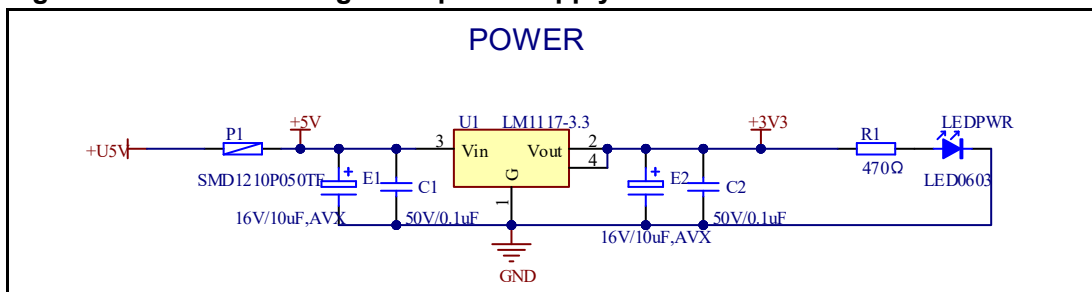 POWER
+U5V
P1
SMD1210P050TF
+5V
E1
16V/10uF,AVX
C1
50V/0.1uF
U1
LM1117-3.3
3
Vin
Vout
2
4
G
1
GND
E2
16V/10uF,AVX
C2
50V/0.1uF
+3V3
R1
470Ω
LEDPWR
LED0603